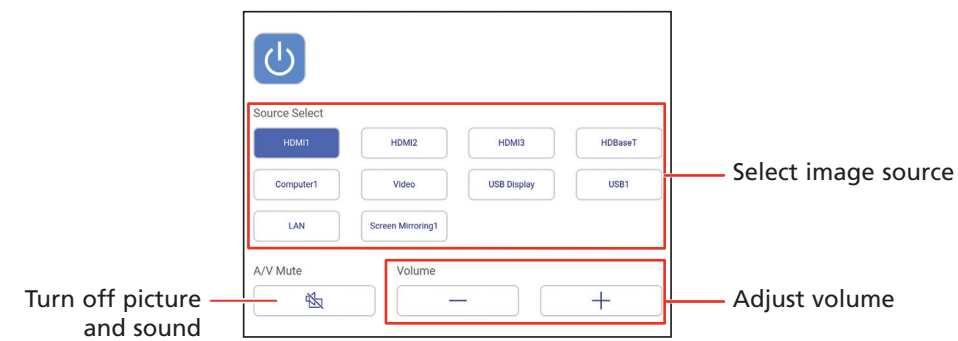 Source Select
HDMI1 HDMI2 HDMI3 HDBaseT
Computer1 Video USB Display USB1
LAN Screen Mirroring1
Select image source
A/V Mute Volume
Turn off picture
and sound
Adjust volume